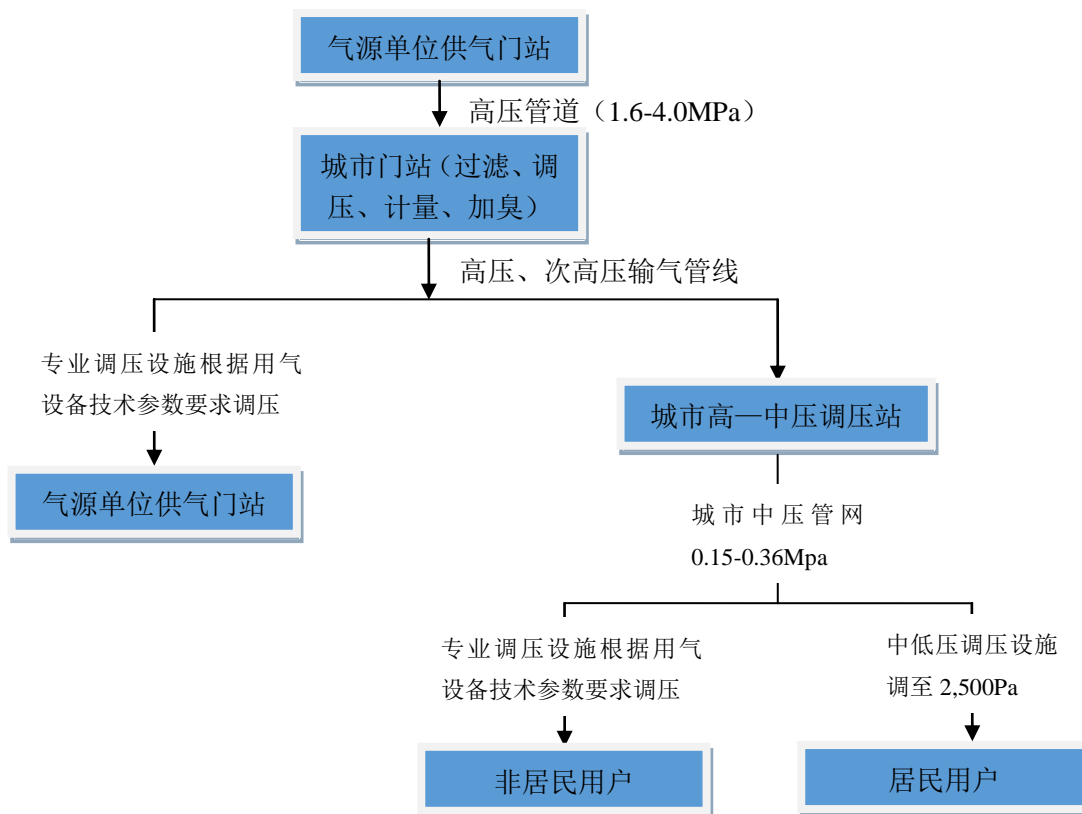 气源单位供气门站
高压管道（1.6-4.0MPa）
城市门站（过滤、调
压、计量、加臭）
高压、次高压输气管线
专业调压设施根据用气
设备技术参数要求调压
城市高—中压调压站
气源单位供气门站
城市中压管网
0.15-0.36Mpa
专业调压设施根据用气
设备技术参数要求调压
中低压调压设施
调至 2,500Pa
非居民用户
居民用户